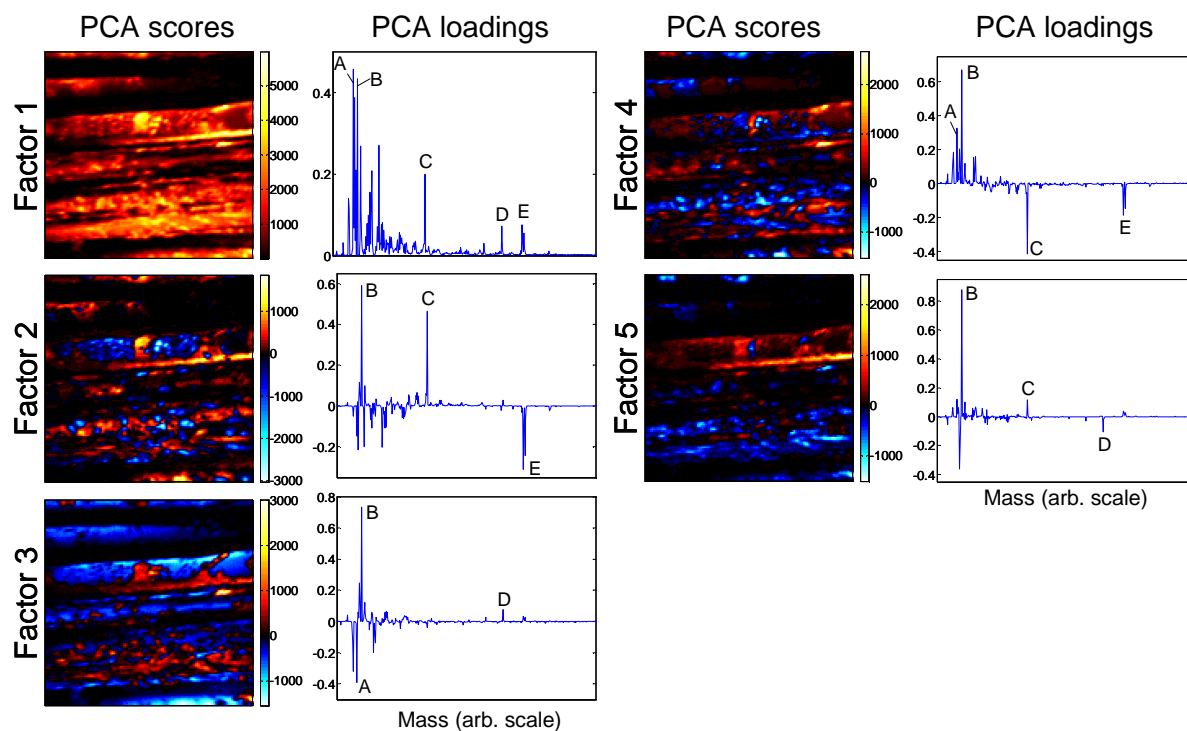 PCA scores
PCA loadings
PCA scores
PCA loadings
Factor 1
5000
4000
3000
2000
1000
0.4
0.2
0
A
B
C
D
E
Factor 4
2000
1000
0
-1000
0.6
0.4
0.2
0
-0.2
-0.4
B
A
C
E
Factor 2
1000
0
-1000
-2000
-3000
0.6
0.4
0.2
0
-0.2
B
C
E
Factor 5
2000
1000
0
-1000
0.8
0.6
0.4
0.2
0
-0.2
-0.4
B
C
D
Mass (arb. scale)
Factor 3
3000
2000
1000
0
-1000
0.8
0.6
0.4
0.2
0
-0.2
-0.4
B
D
A
Mass (arb. scale)